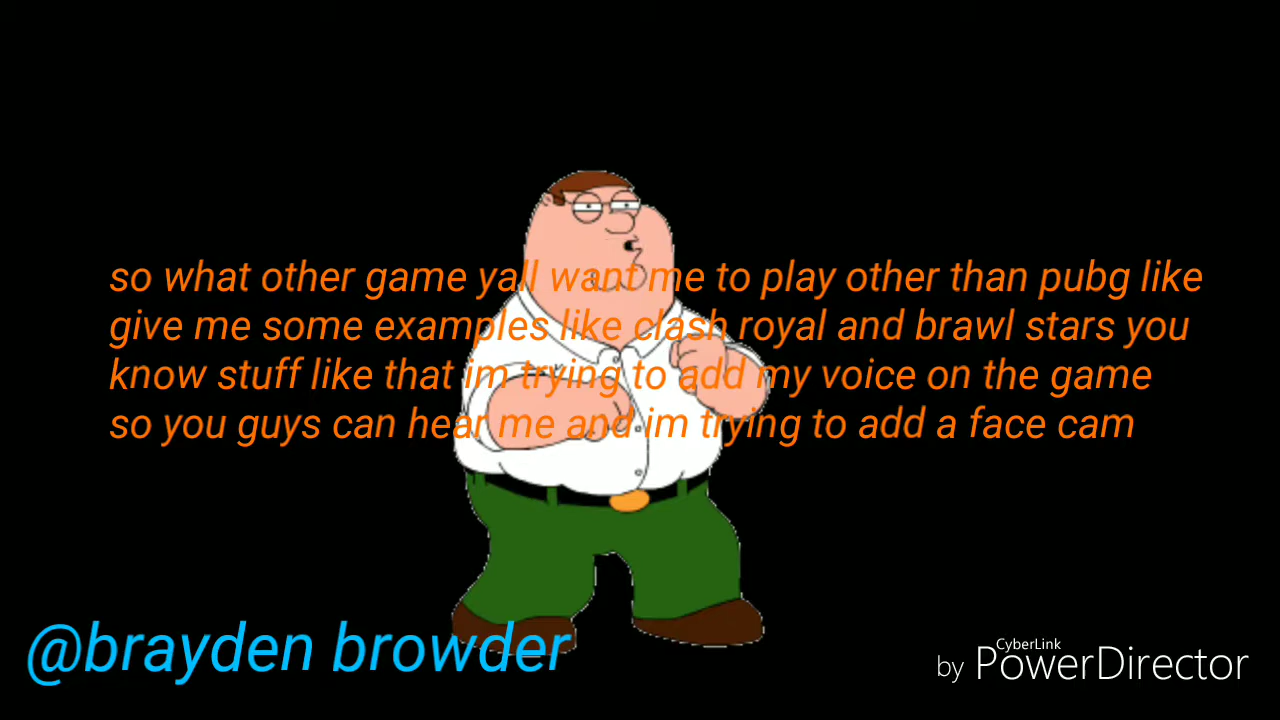 so what other game yall want me to play other than pubg like
give me some examples like clash royal and brawl stars you
know stuff like that im trying to add my voice on the game
so you guys can hear me and im trying to add a face cam
@brayden browder
CyberLink
by PowerDirector